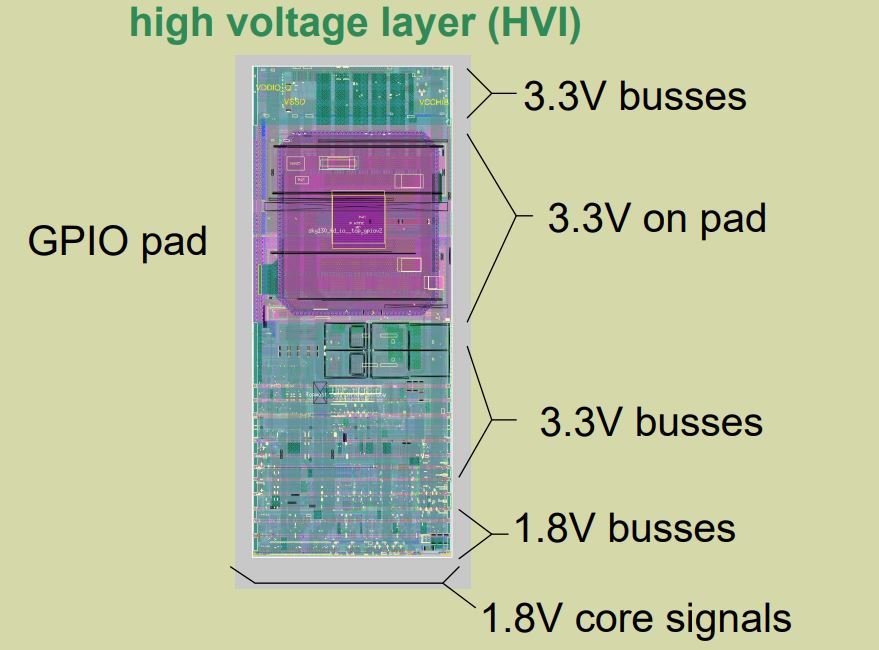 high voltage layer (HVI)
VDDIO_Q
VSSD
VCCHIB
3.3V busses
3.3V on pad
GPIO pad
sky130_fd_io__top_gpiov2
3.3V busses
1.8V busses
1.8V core signals